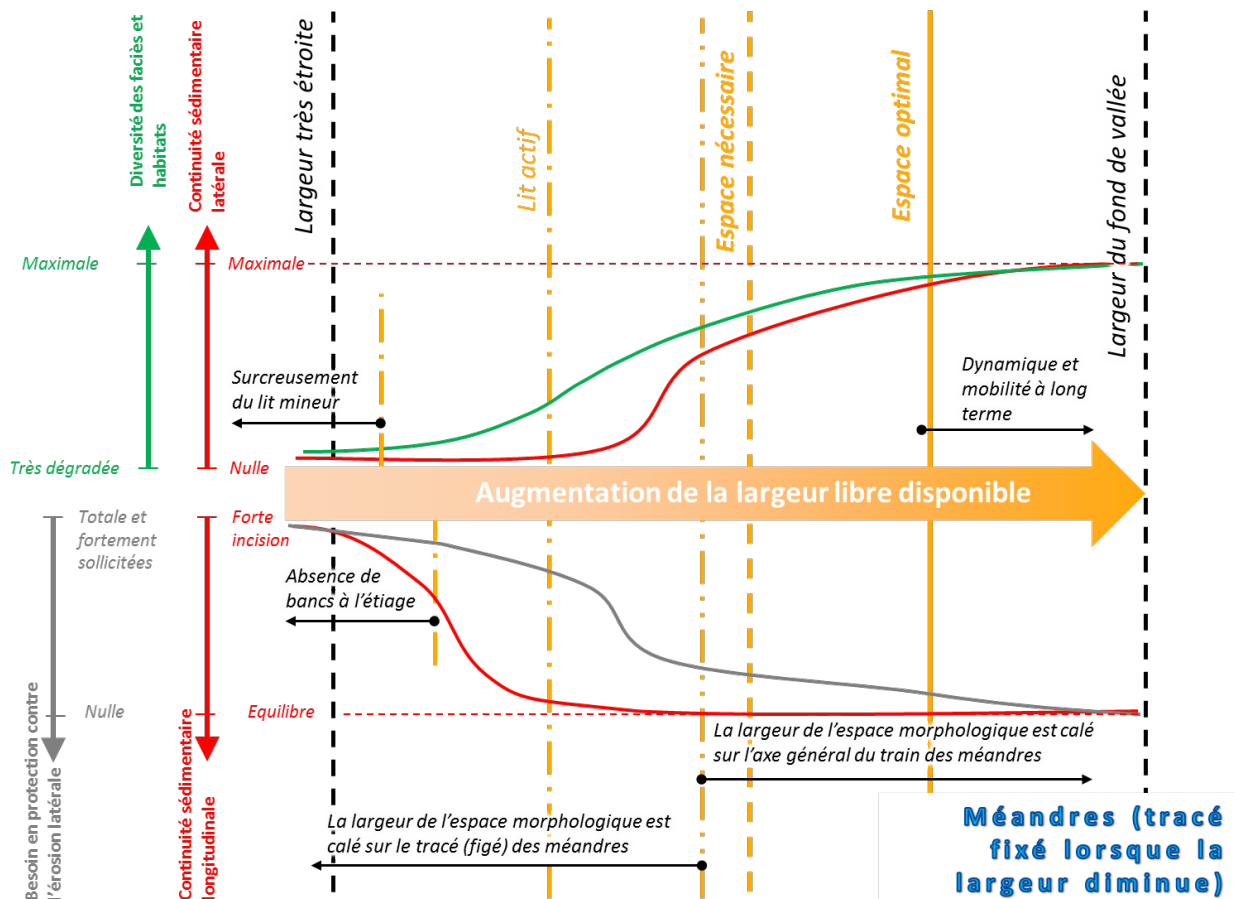 Diversité des faciès et
habitats
Continuité sédimentaire
latérale
Largeur très étroite
Lit actif
Espace nécessaire
Espace optimal
Largeur du fond de vallée
Maximale
Maximale
Surcreusement
du lit mineur
Dynamique et
mobilité à long
terme
Très dégradée
Nulle
Augmentation de la largeur libre disponible
Totale et
fortement
sollicitées
Forte
incision
Absence de
bancs à l'étiage
Nulle
Equilibre
Besoin en protection contre
l'érosion latérale
Continuité sédimentaire
longitudinale
La largeur de l'espace morphologique est calé
sur l'axe général du train des méandres
La largeur de l'espace morphologique est
calé sur le tracé (figé) des méandres
Méandres (tracé
fixé lorsque la
largeur diminue)